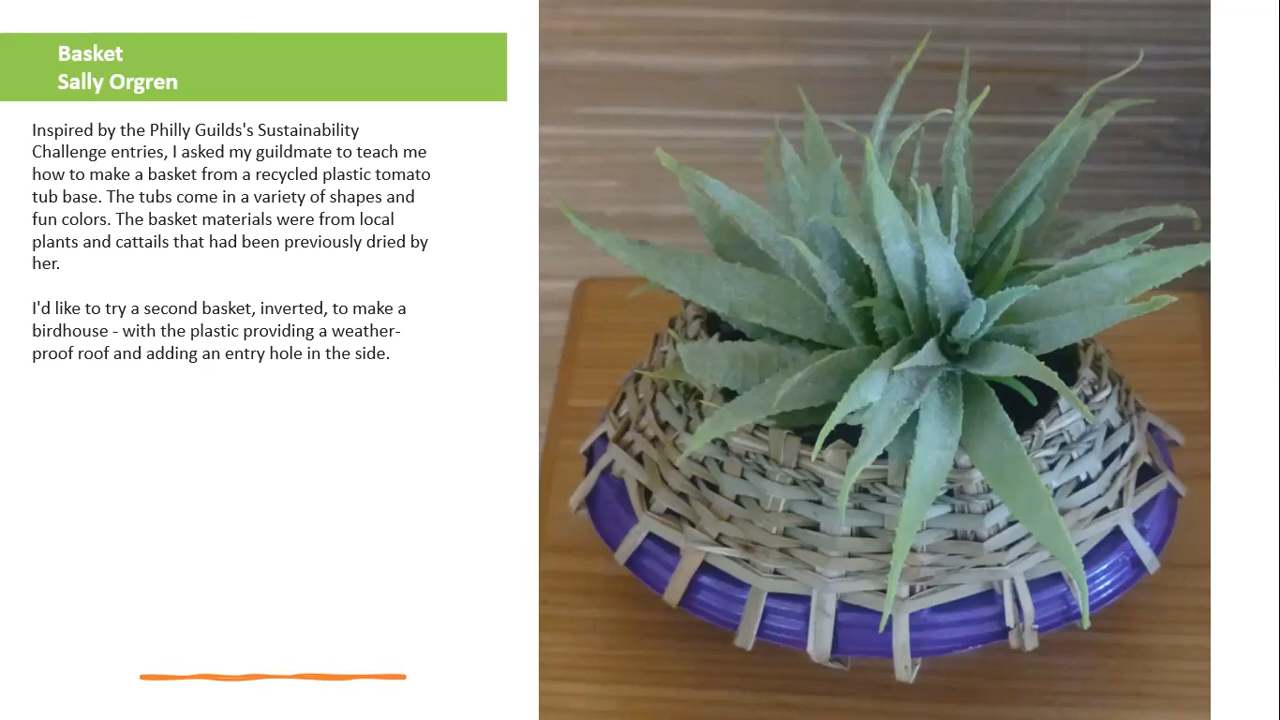 Basket
Sally Orgren
Inspired by the Philly Guilds's Sustainability
Challenge entries, I asked my guildmate to teach me
how to make a basket from a recycled plastic tomato
tub base. The tubs come in a variety of shapes and
fun colors. The basket materials were from local
plants and cattails that had been previously dried by
her.
I'd like to try a second basket, inverted, to make a
birdhouse - with the plastic providing a weather-
proof roof and adding an entry hole in the side.